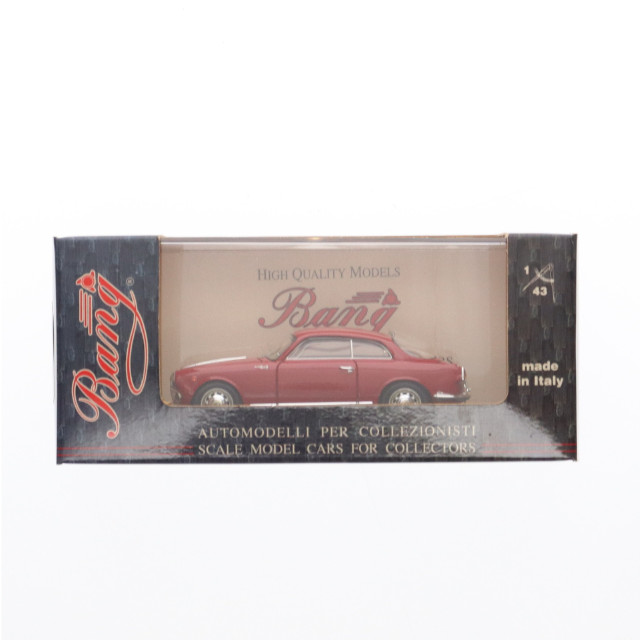 Bang
HIGH QUALITY MODELS
Bang
1/43
made
in Italy
AUTOMODELLI PER COLLEZIONISTI
SCALE MODEL CARS FOR COLLECTORS